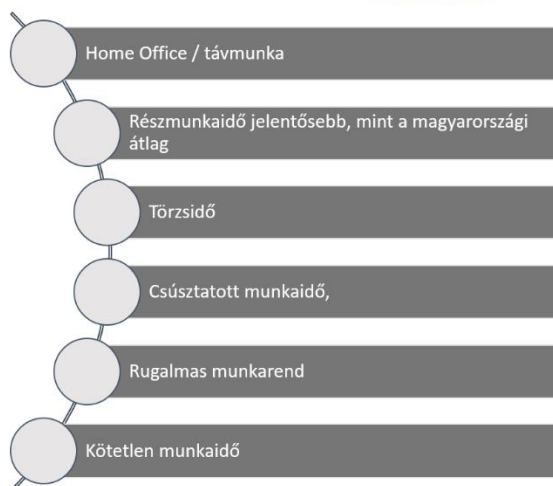 Home Office / távmunka
Részmunkaidő jelentősebb, mint a magyarországi
átlag
Törzsidő
Csúsztatott munkaidő,
Rugalmas munkarend
Kötetlen munkaidő